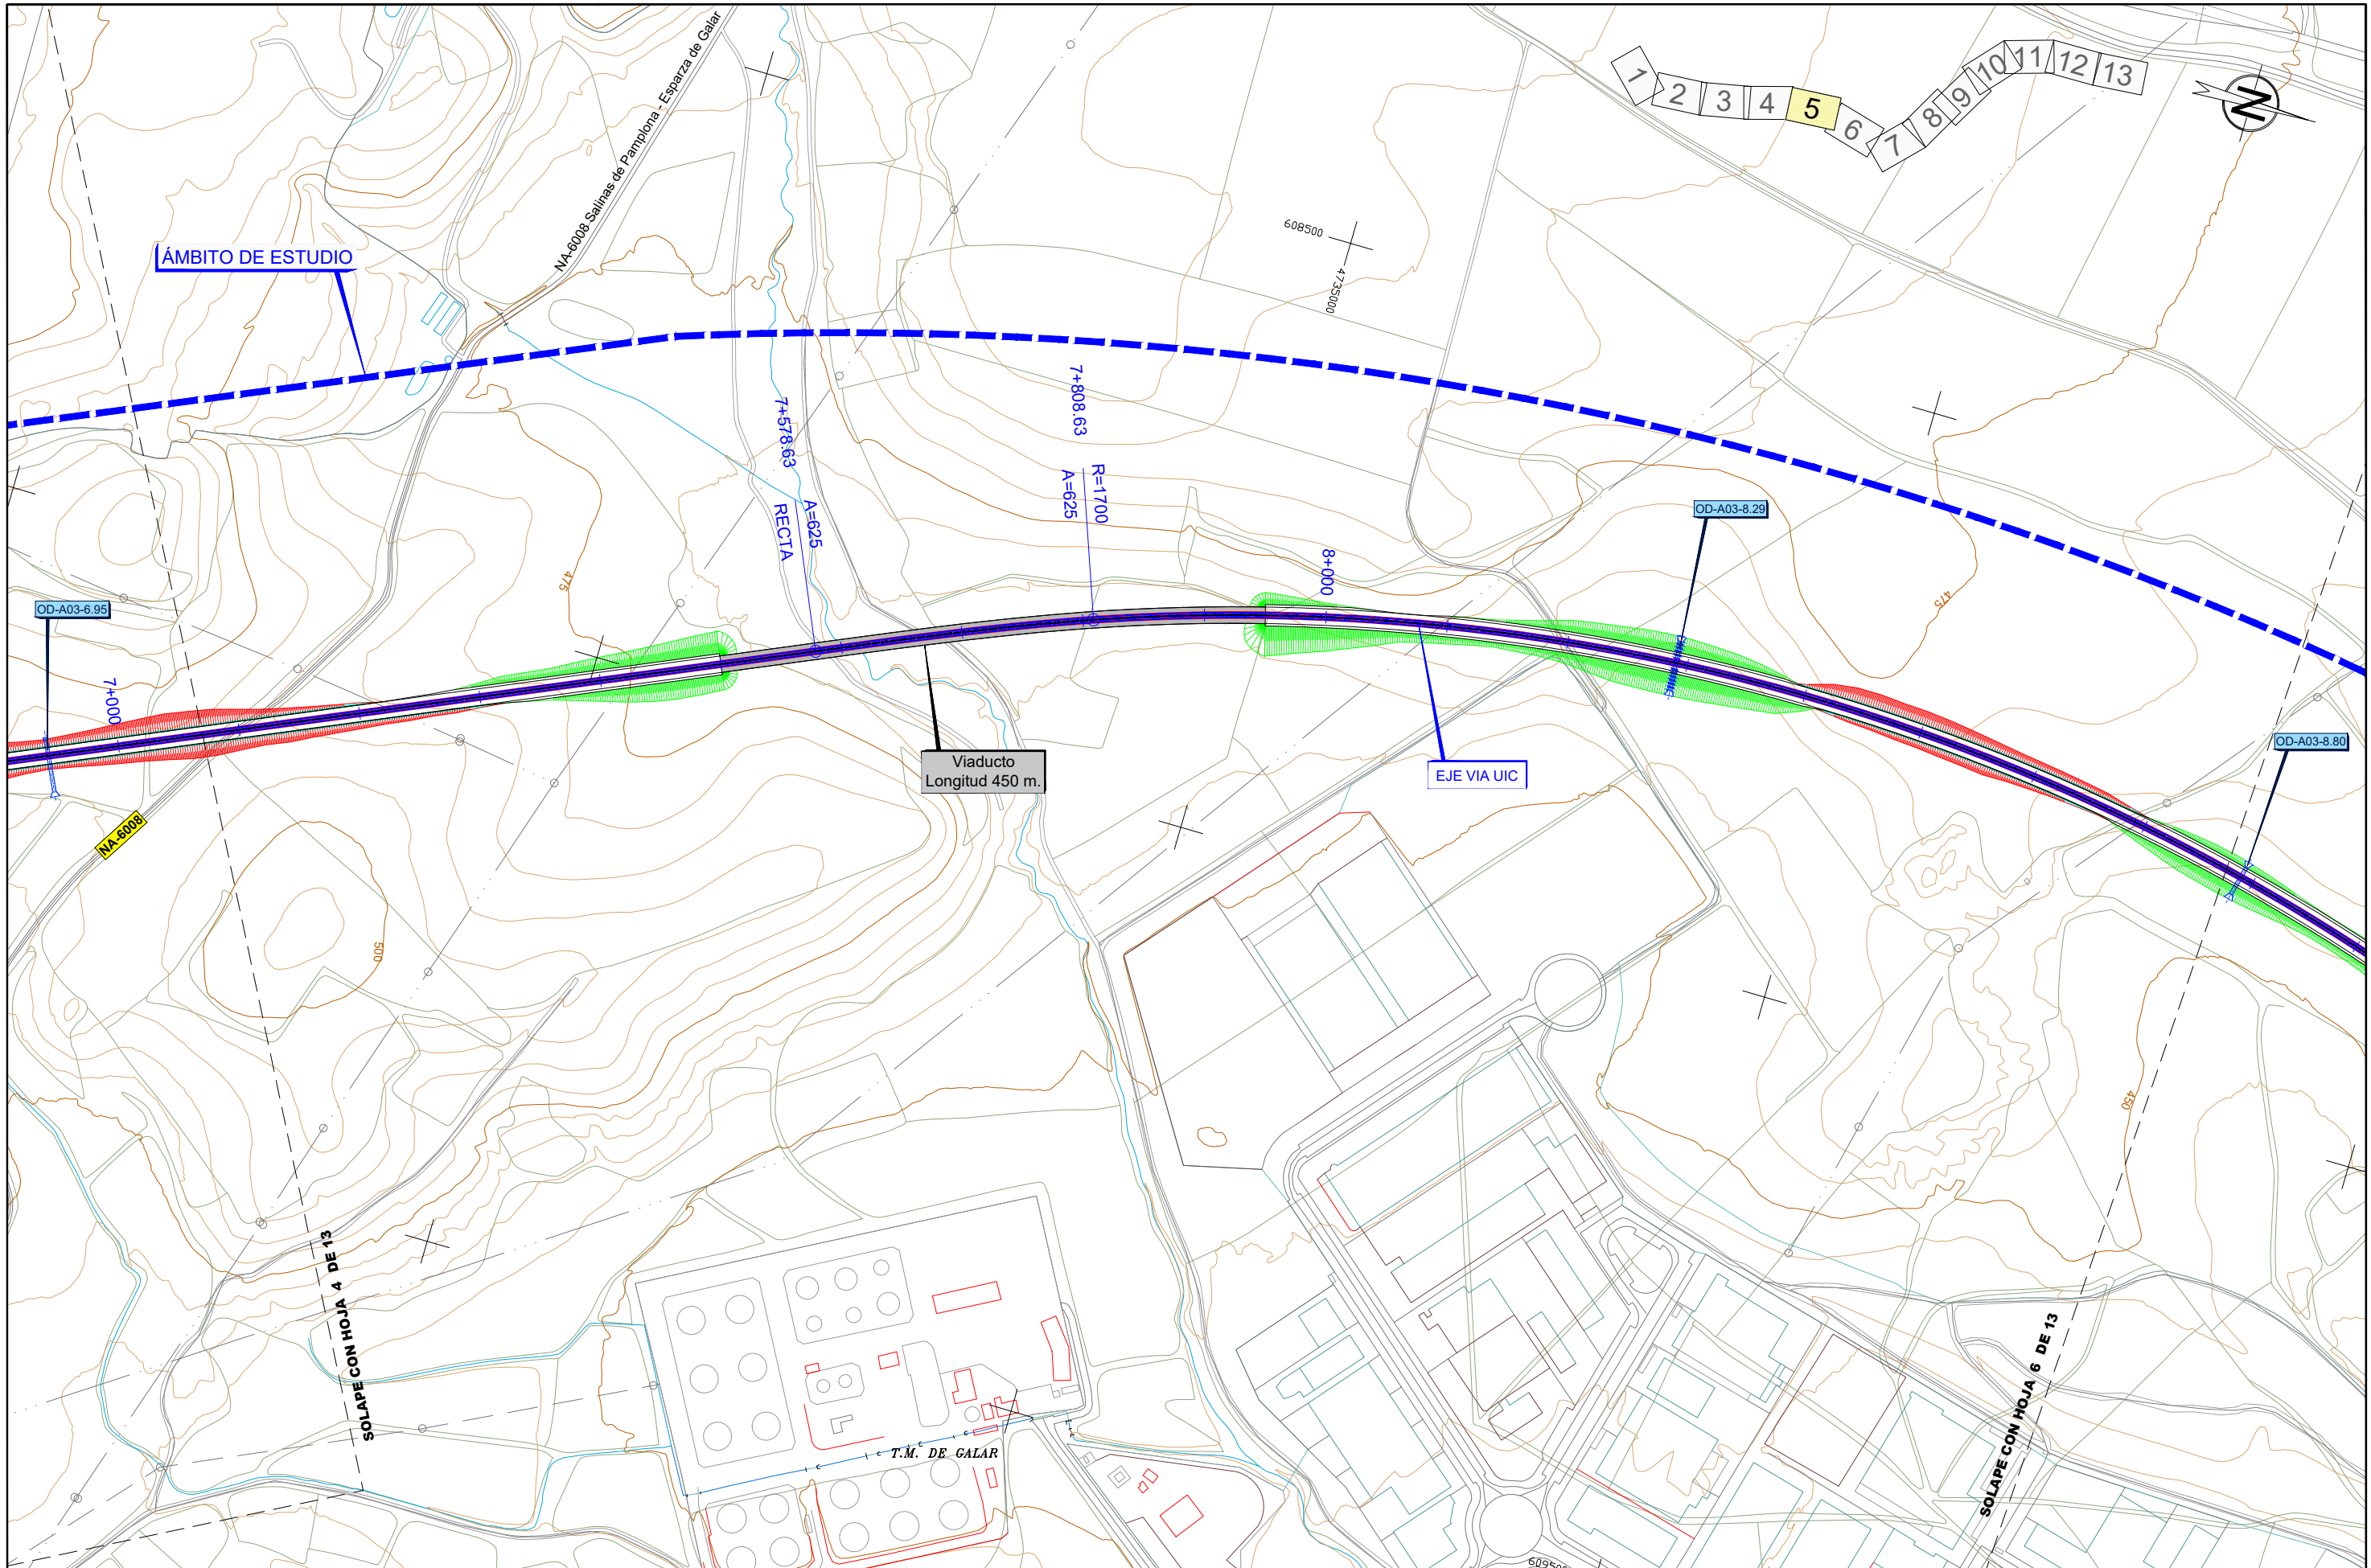 NA-6008 Salinas de Pamplona - Esparza de Galar
1
2
3
4
5
6
7
8
9
10
11
12
13
N
ÁMBITO DE ESTUDIO
608500
4735000
7+578.63
A=625
RECTA
7+808.63
R=1700
A=625
8+000
OD-A03-8.29
475
475
OD-A03-6.95
7+000
Viaducto
Longitud 450 m.
EJE VIA UIC
OD-A03-8.80
NA-6008
500
450
SOLAPE CON HOJA 4 DE 13
SOLAPE CON HOJA 6 DE 13
T.M. DE GALAR